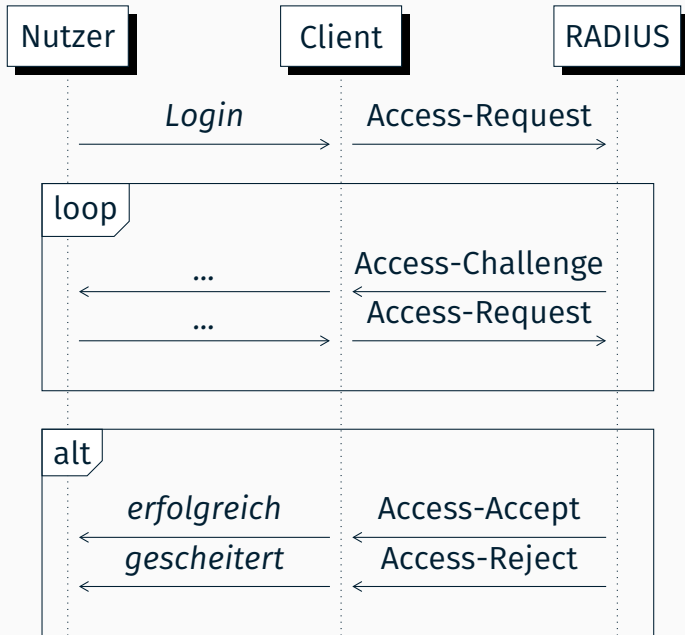 Nutzer Client RADIUS
Login Access-Request
loop
... Access-Challenge
... Access-Request
alt
erfolgreich Access-Accept
gescheitert Access-Reject